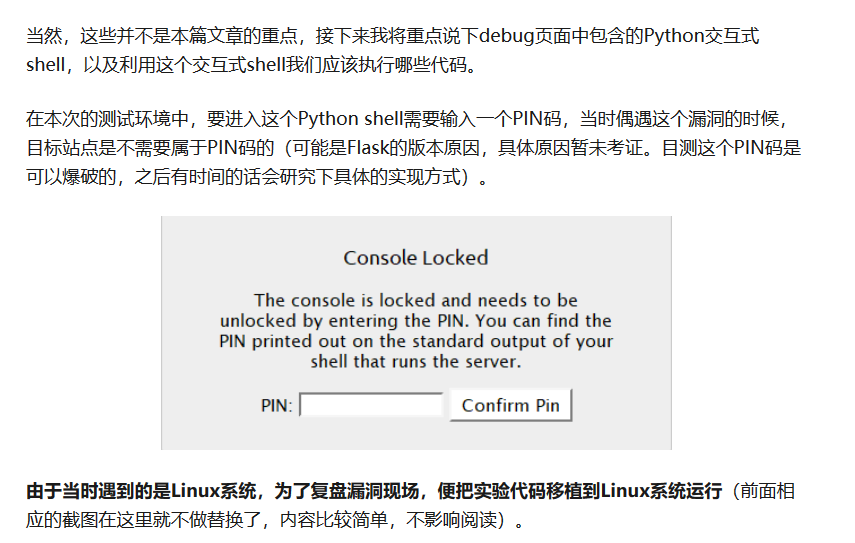 当然，这些并不是本篇文章的重点，接下来我将重点说下debug页面中包含的Python交互式
shell，以及利用这个交互式shell我们应该执行哪些代码。
在本次的测试环境中，要进入这个Python shell需要输入一个PIN码，当时偶遇这个漏洞的时候，
目标站点是不需要属于PIN码的（可能是Flask的版本原因，具体原因暂未考证。目测这个PIN码是
可以爆破的，之后有时间的话会研究下具体的实现方式）。
Console Locked
The console is locked and needs to be
unlocked by entering the PIN. You can find the
PIN printed out on the standard output of your
shell that runs the server.
PIN: Confirm Pin
由于当时遇到的是Linux系统，为了复盘漏洞现场，便把实验代码移植到Linux系统运行（前面相
应的截图在这里就不做替换了，内容比较简单，不影响阅读）。